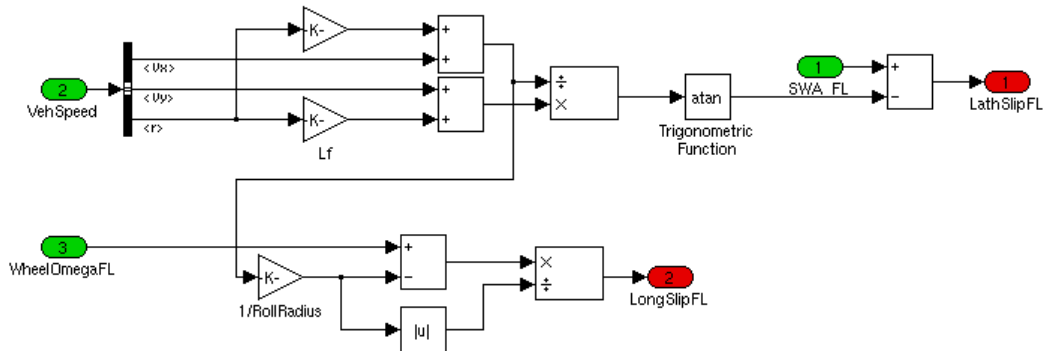 -K-
+
+
2
VehSpeed
<Vx>
<Vy>
<r>
+
+
-K-
Lf
÷
×
atan
Trigonometric
Function
1
SWA_FL
+
−
1
LathSlipFL
3
WheelOmegaFL
-K-
1/RollRadius
+
−
|u|
×
÷
2
LongSlipFL